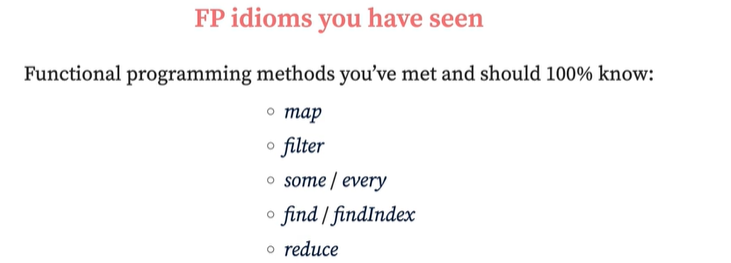 FP idioms you have seen
Functional programming methods you’ve met and should 100% know:
◦ map
◦ filter
◦ some / every
◦ find / findIndex
◦ reduce